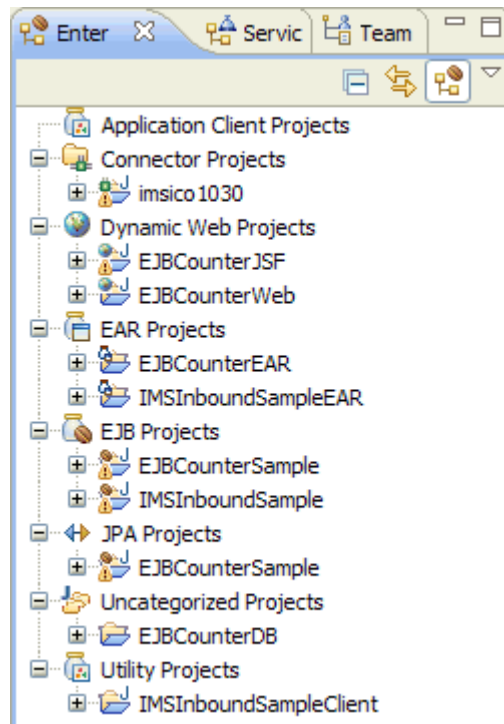 Enter Servic Team
Application Client Projects
Connector Projects
imsico1030
Dynamic Web Projects
EJBCounterJSF
EJBCounterWeb
EAR Projects
EJBCounterEAR
IMSInboundSampleEAR
EJB Projects
EJBCounterSample
IMSInboundSample
JPA Projects
EJBCounterSample
Uncategorized Projects
EJBCounterDB
Utility Projects
IMSInboundSampleClient